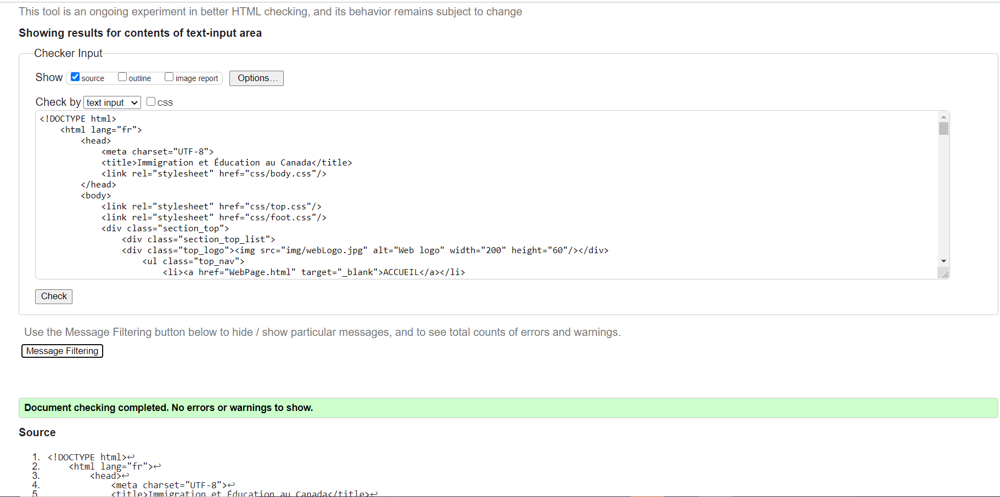 This tool is an ongoing experiment in better HTML checking, and its behavior remains subject to change
Showing results for contents of text-input area
Checker Input
Show source outline image report Options...
Check by text input CSS
<!DOCTYPE html>
<html lang="fr">
<head>
<meta charset="UTF-8">
<title>Immigration et Éducation au Canada</title>
<link rel="stylesheet" href="css/body.css"/>
</head>
<body>
<link rel="stylesheet" href="css/top.css"/>
<link rel="stylesheet" href="css/foot.css"/>
<div class="section_top">
<div class="section_top_list">
<div class="top_logo"><img src="img/webLogo.jpg" alt="Web logo" width="200" height="60"/></div>
<ul class="top_nav">
<li><a href="WebPage.html" target="_blank">ACCUEIL</a></li>
Check
Use the Message Filtering button below to hide / show particular messages, and to see total counts of errors and warnings.
Message Filtering
Document checking completed. No errors or warnings to show.
Source
1. <!DOCTYPE html>↩
2. <html lang="fr">↩
3. <head>↩
4. <meta charset="UTF-8">↩
5 <title>Immigration et Éducation au Canada</title>↩